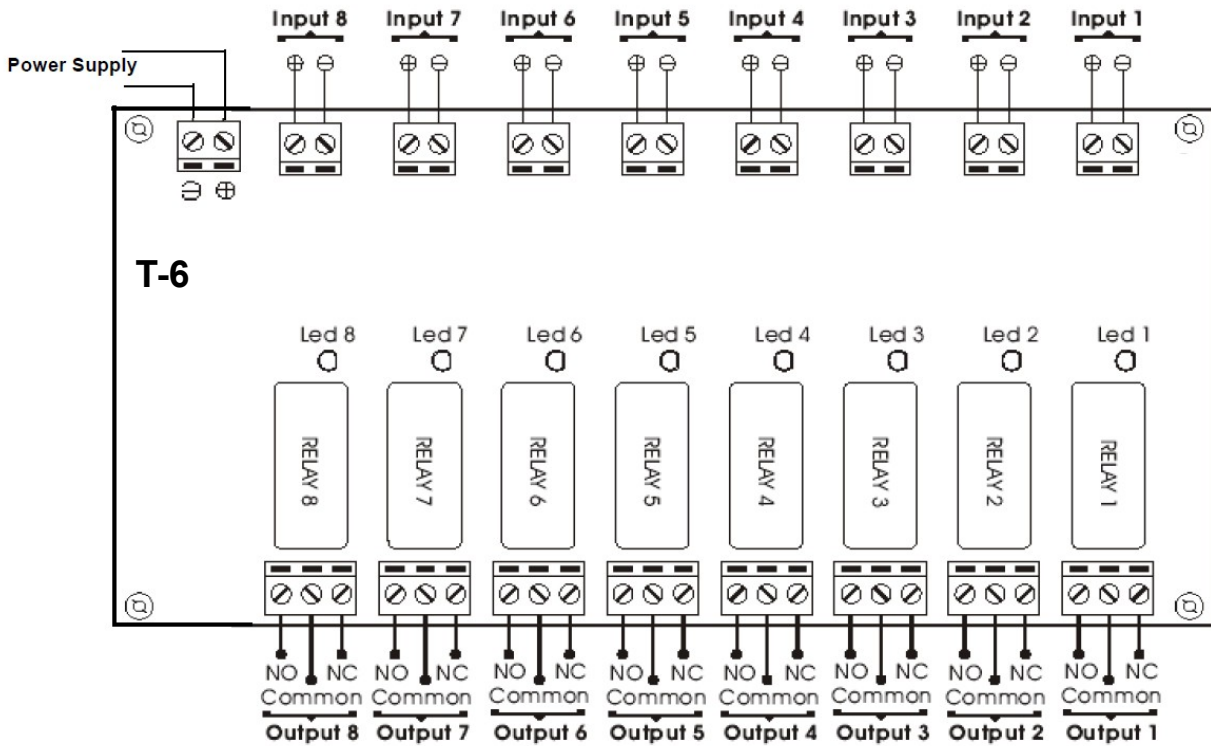 Input 8 Input 7 Input 6 Input 5 Input 4 Input 3 Input 2 Input 1
Power Supply
T-6
Led 8 Led 7 Led 6 Led 5 Led 4 Led 3 Led 2 Led 1
RELAY 8 RELAY 7 RELAY 6 RELAY 5 RELAY 4 RELAY 3 RELAY 2 RELAY 1
NO NC NO NC NO NC NO NC NO NC NO NC NO NC NO NC
Common Common Common Common Common Common Common Common
Output 8 Output 7 Output 6 Output 5 Output 4 Output 3 Output 2 Output 1